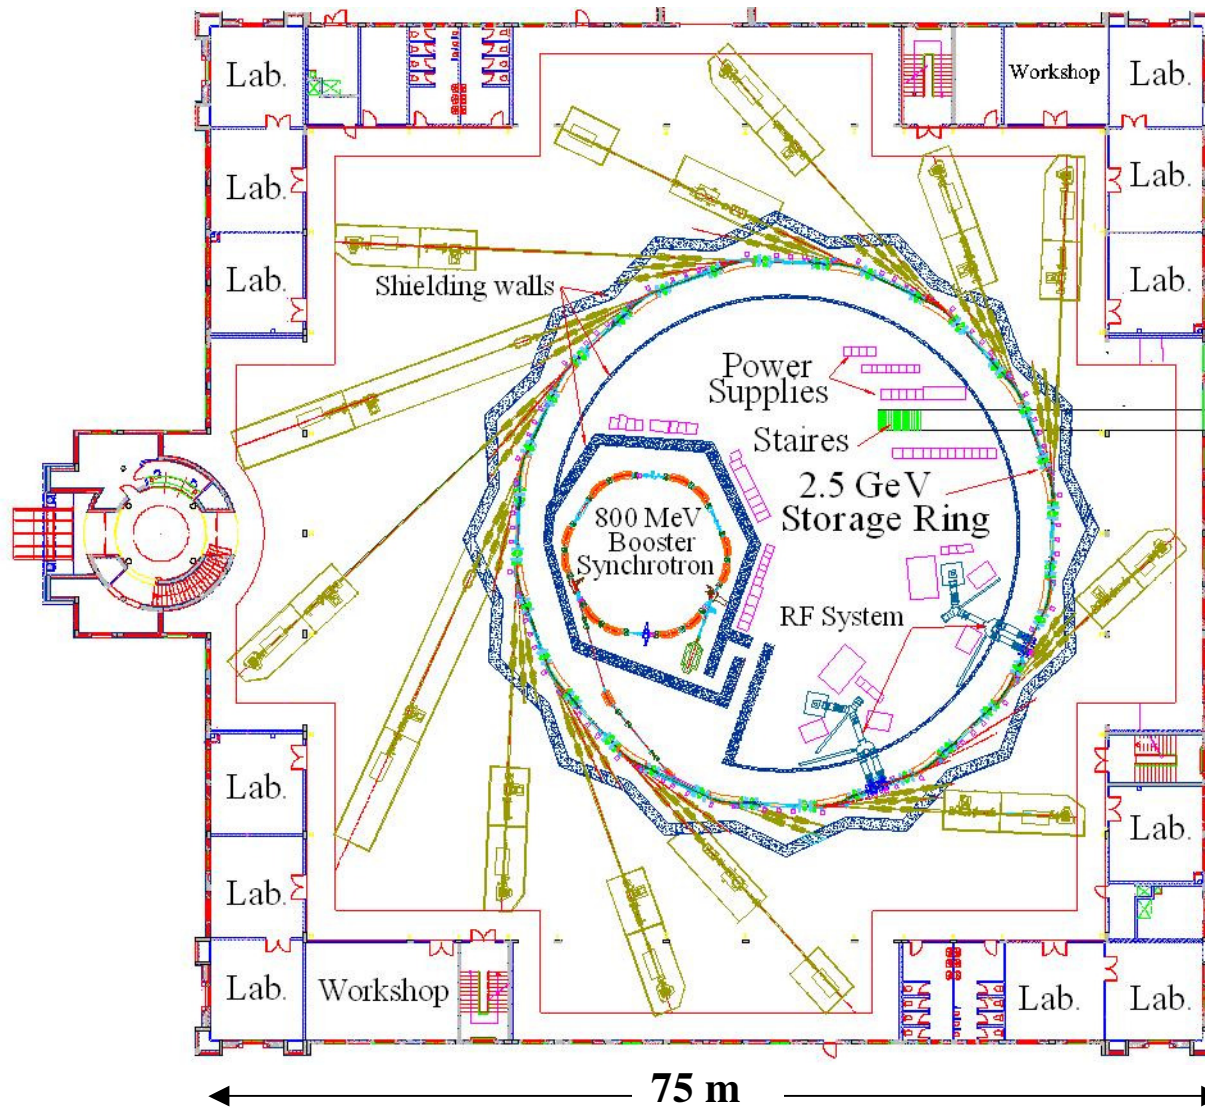 Lab.
Workshop
Lab.
Lab.
Lab.
Lab.
Lab.
Shielding walls
Power
Supplies
Staires
2.5 GeV
Storage Ring
800 MeV
Booster
Synchrotron
RF System
Lab.
Lab.
Lab.
Lab.
Workshop
Lab.
Lab.
75 m